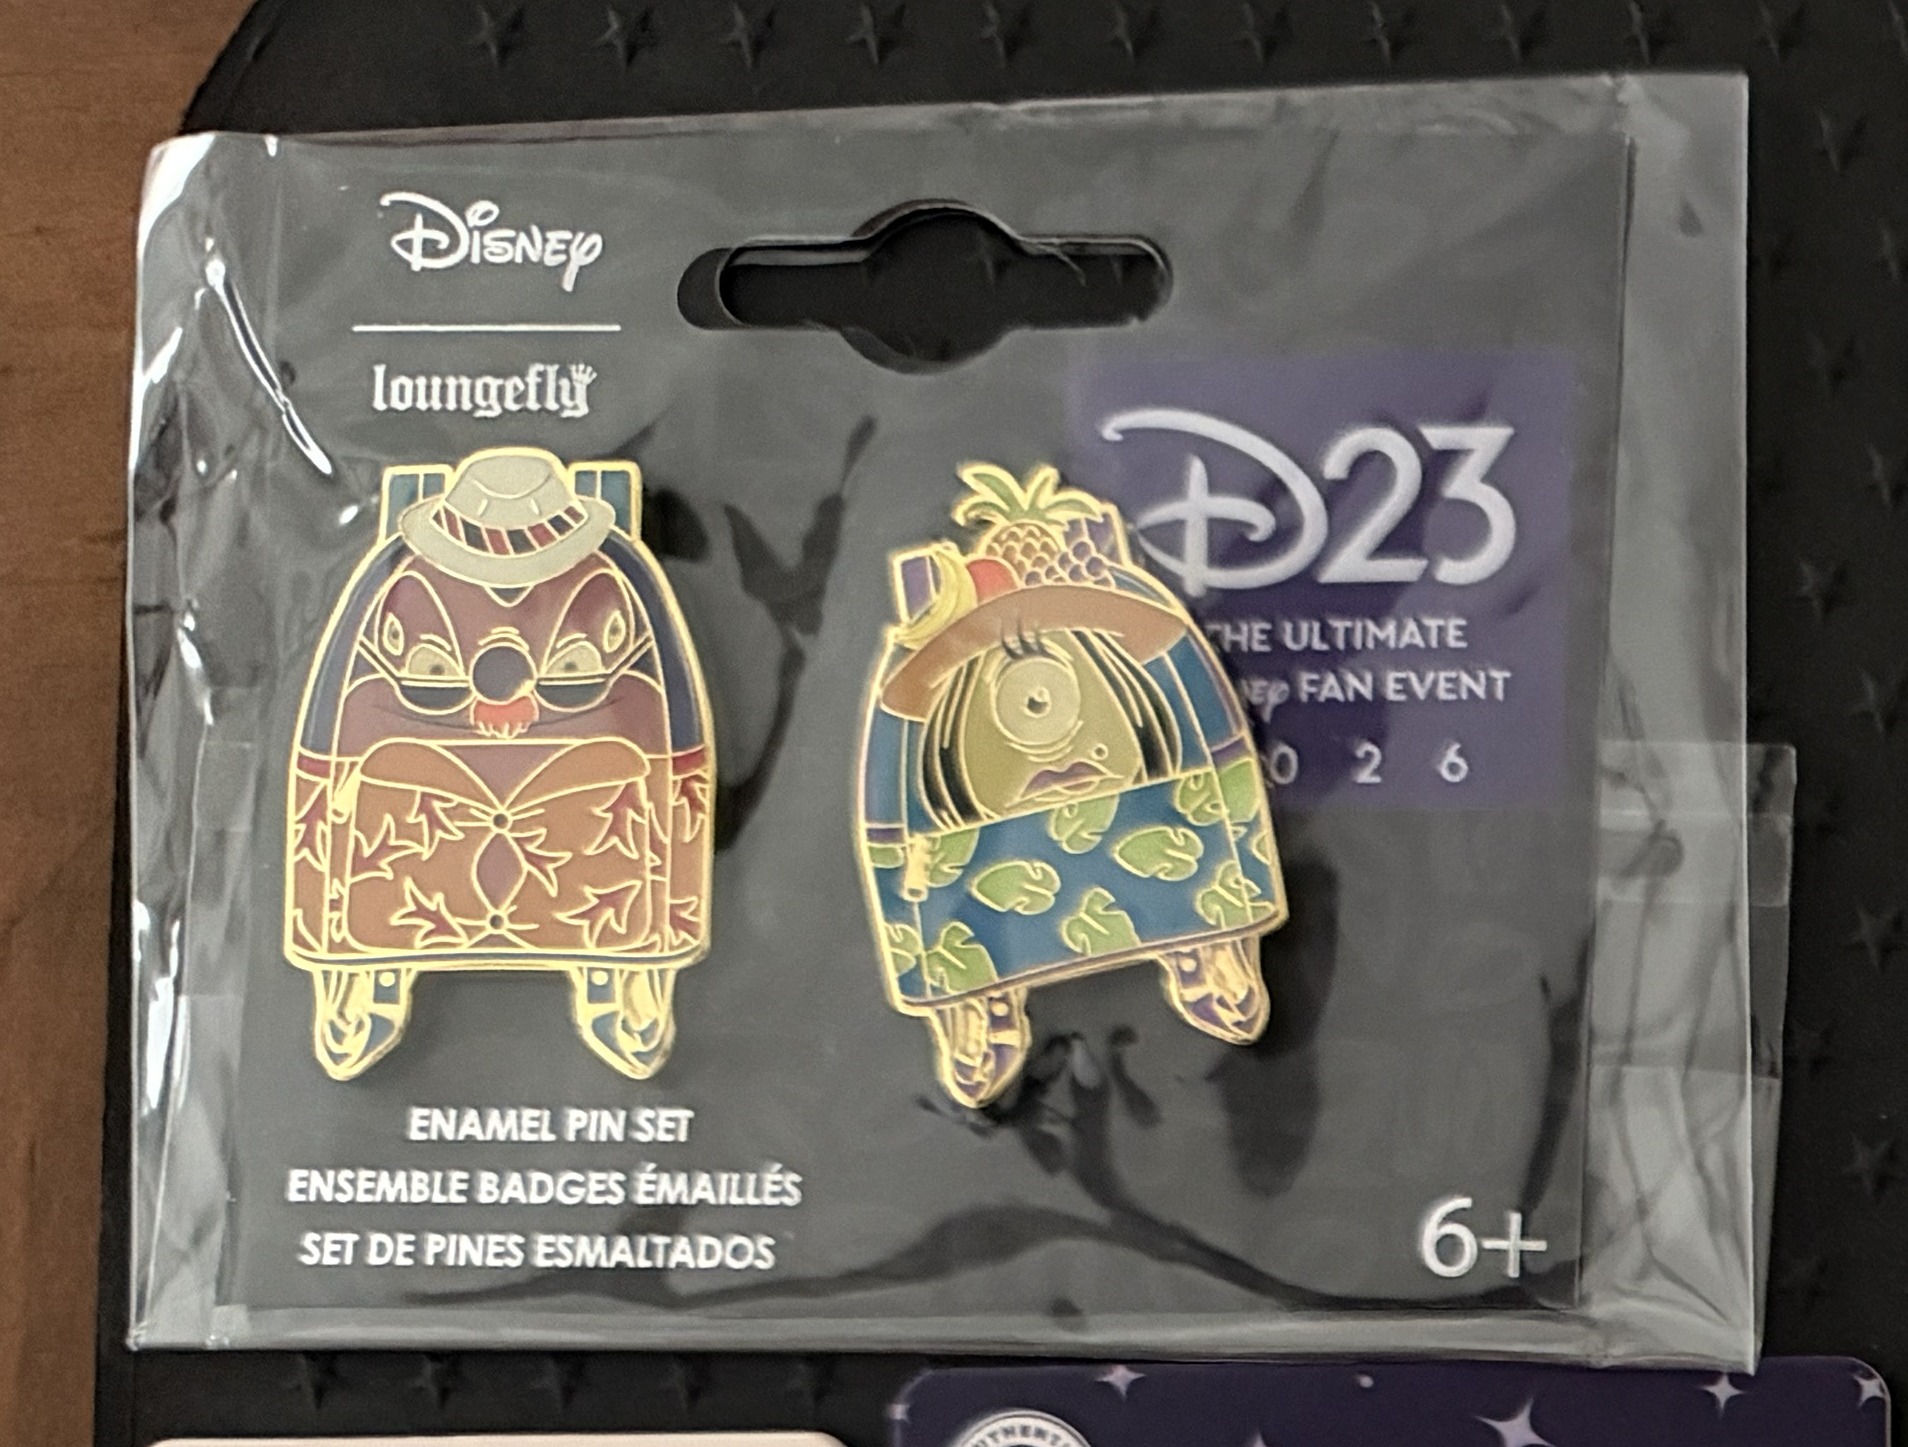 Disney
loungefly
D23
THE ULTIMATE
FAN EVENT
2 6
ENAMEL PIN SET
ENSEMBLE BADGES ÉMAILLÉS
SET DE PINES ESMALTADOS
6+